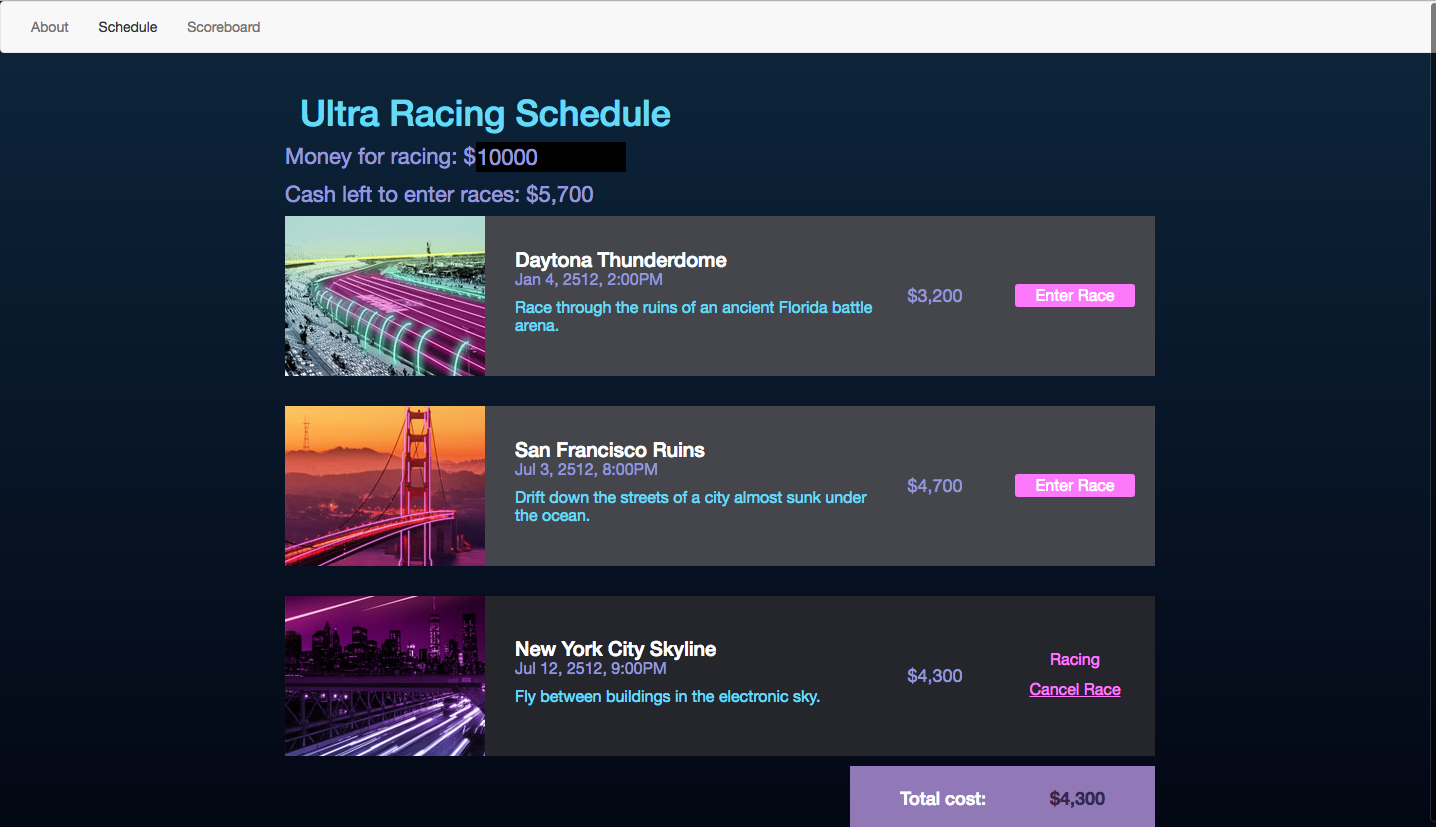 About Schedule Scoreboard
Ultra Racing Schedule
Money for racing: $10000
Cash left to enter races: $5,700
Daytona Thunderdome
Jan 4, 2512, 2:00PM
Race through the ruins of an ancient Florida battle
arena.
$3,200
Enter Race
San Francisco Ruins
Jul 3, 2512, 8:00PM
Drift down the streets of a city almost sunk under
the ocean.
$4,700
Enter Race
New York City Skyline
Jul 12, 2512, 9:00PM
Fly between buildings in the electronic sky.
$4,300
Racing
Cancel Race
Total cost: $4,300